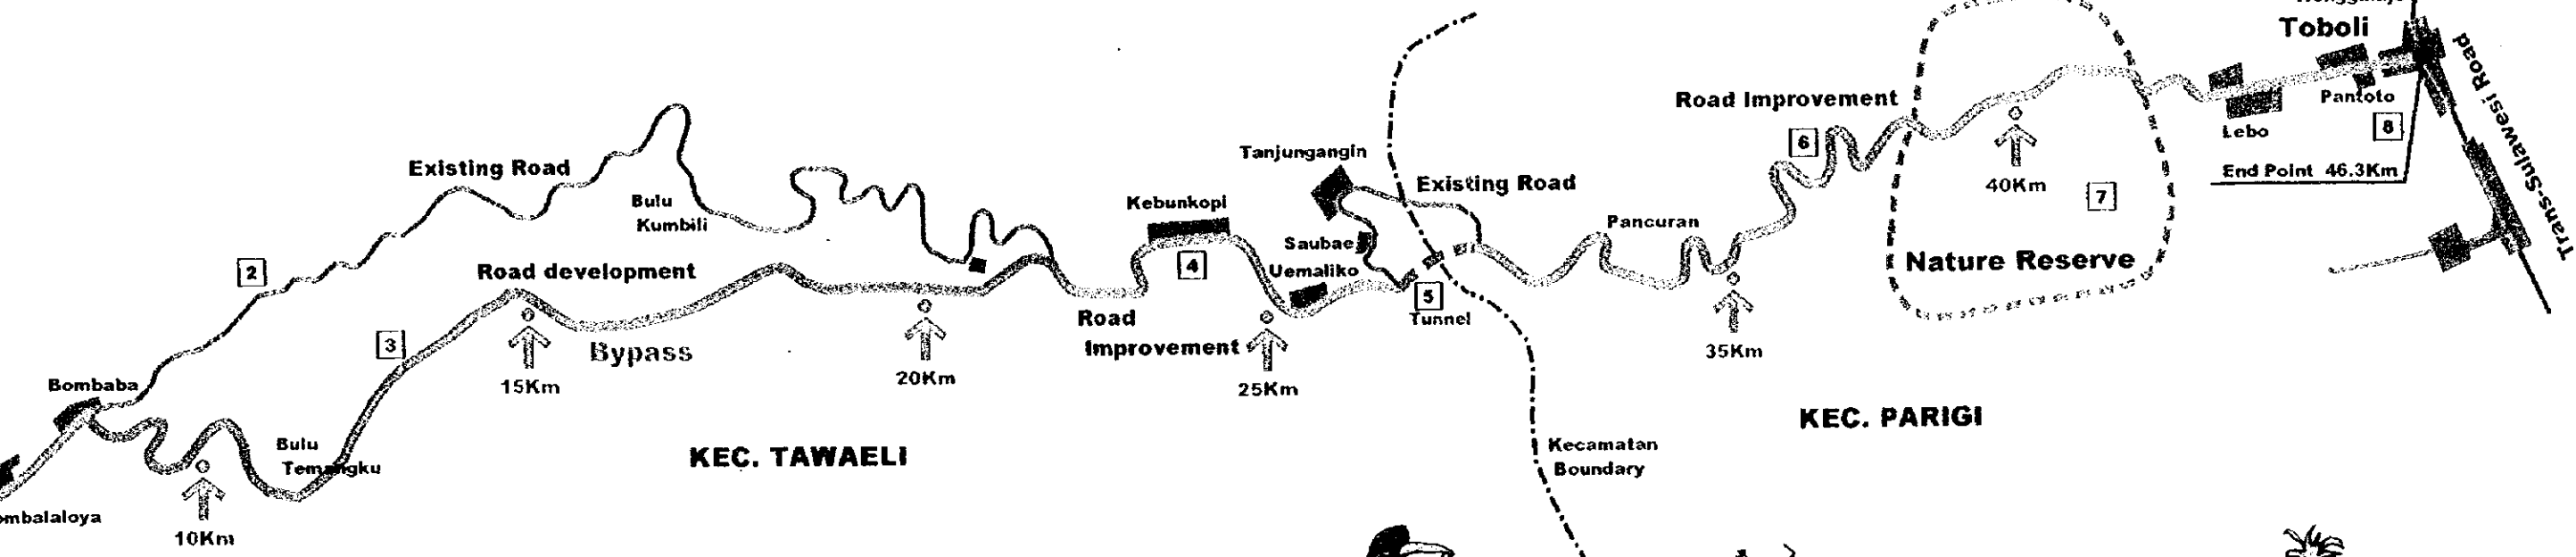 Toboli
Trans-Sulawesi Road
Road Improvement
Pantoto
Lebo
8
End Point 46.3Km
6
40Km
7
Nature Reserve
Tanjungangin
Existing Road
Existing Road
Bulu
Kumbili
Kebunkopi
Pancuran
Saubae
Uemaliko
2
Road development
4
5
Tunnel
Road
Improvement
3
Bypass
15Km
20Km
25Km
35Km
Bombaba
KEC. PARIGI
Bulu
Temangku
KEC. TAWAELI
Kecamatan
Boundary
10Km